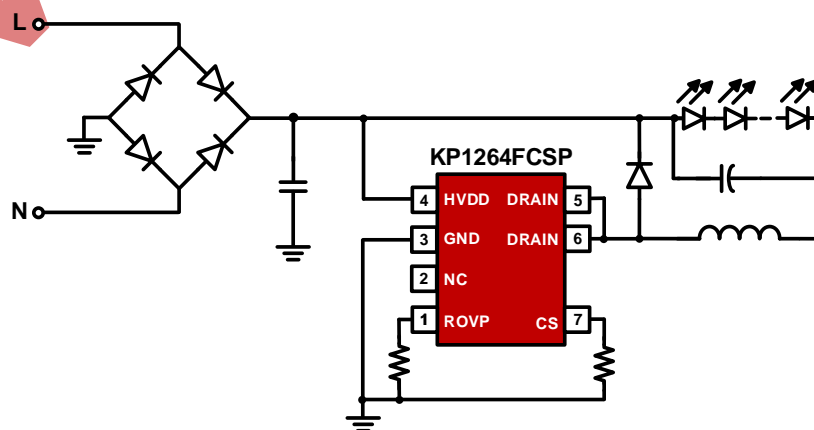 L
N
KP1264FCSP
4 HVDD DRAIN 5
3 GND DRAIN 6
2 NC
1 ROVP CS 7